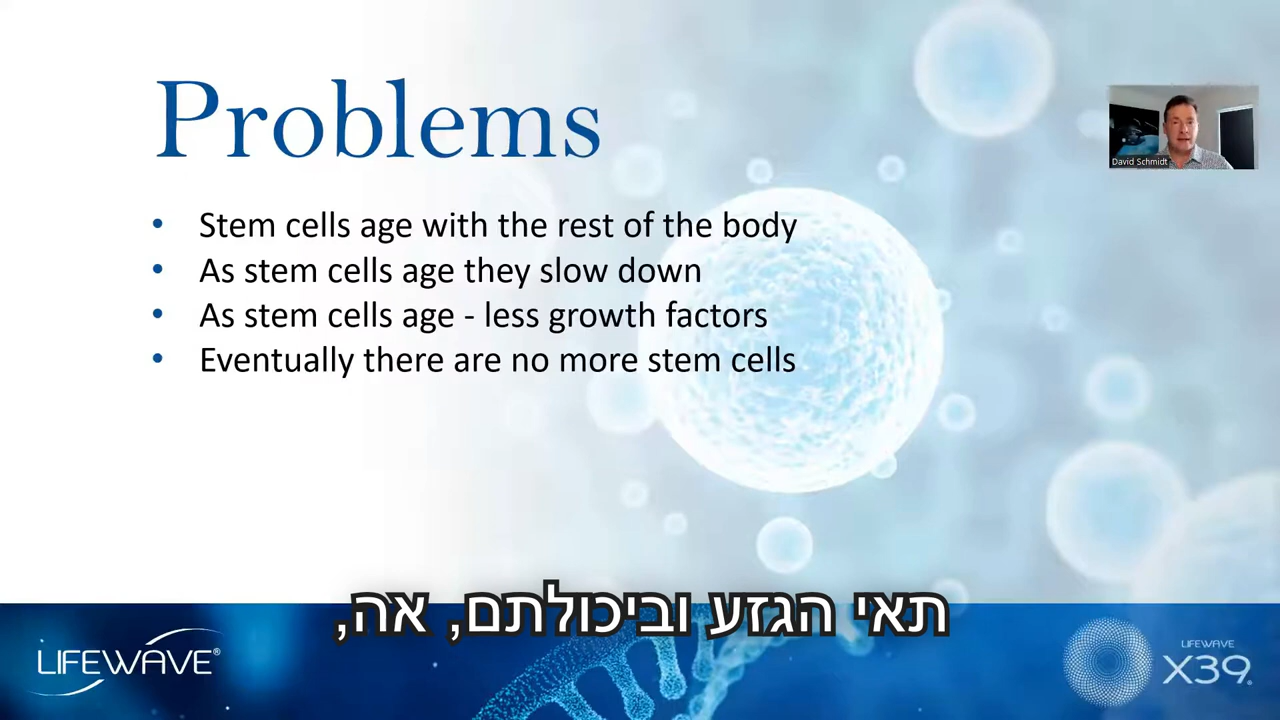 Problems
David Schmidt
• Stem cells age with the rest of the body
• As stem cells age they slow down
• As stem cells age - less growth factors
• Eventually there are no more stem cells
תאי הגזע וביכולתם, אה,
LIFEWAVE®
LIFEWAVE
X39®